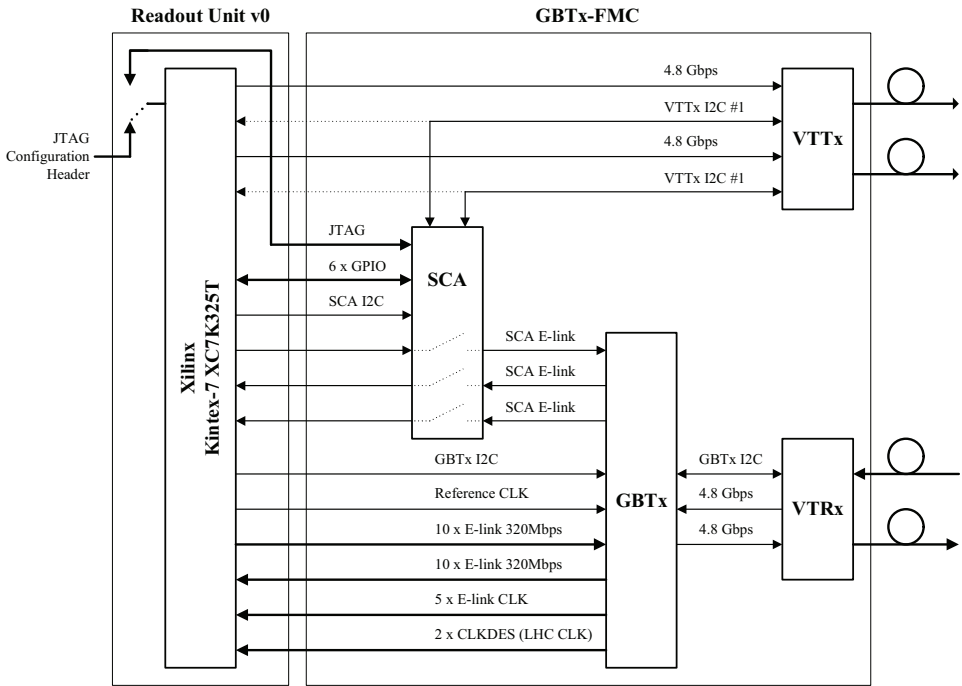 Readout Unit v0
GBTx-FMC
4.8 Gbps
VTTx I2C #1
4.8 Gbps
VTTx I2C #1
VTTx
JTAG
Configuration
Header
JTAG
6 x GPIO
SCA I2C
SCA
Xilinx
Kintex-7 XC7K325T
SCA E-link
SCA E-link
SCA E-link
GBTx I2C
Reference CLK
10 x E-link 320Mbps
10 x E-link 320Mbps
5 x E-link CLK
2 x CLKDES (LHC CLK)
GBTx
GBTx I2C
4.8 Gbps
4.8 Gbps
VTRx